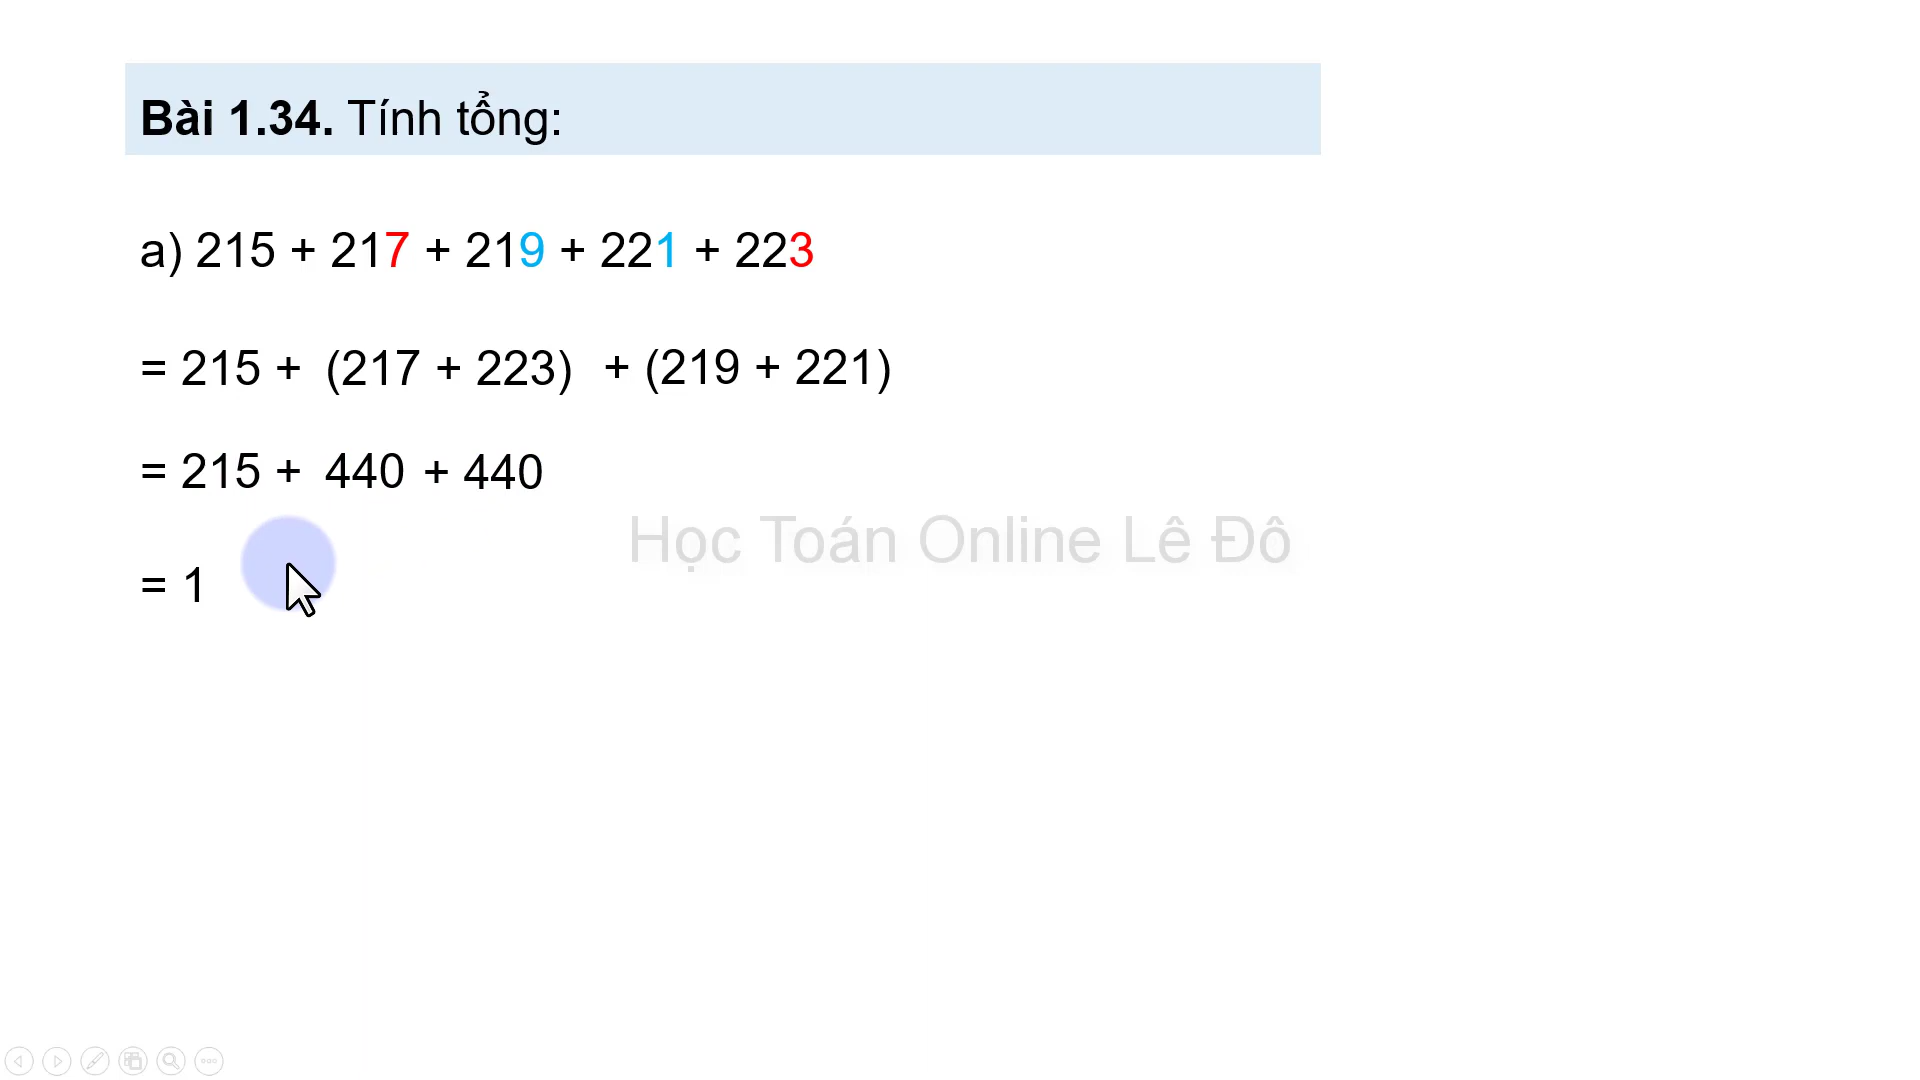 Bài 1.34. Tính tổng:
a) 215 + 217 + 219 + 221 + 223
= 215 + (217 + 223) + (219 + 221)
= 215 + 440 + 440
Học Toán Online Lê Đô
= 1